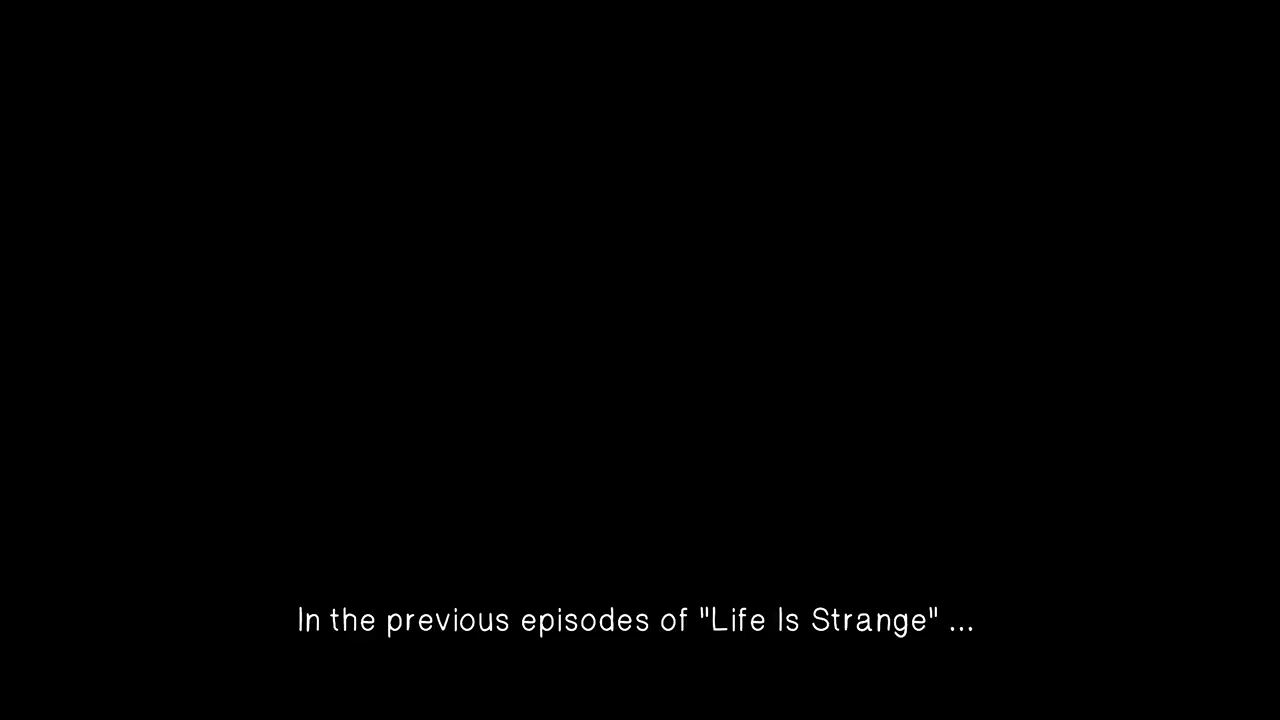 In the previous episodes of "Life Is Strange" ...